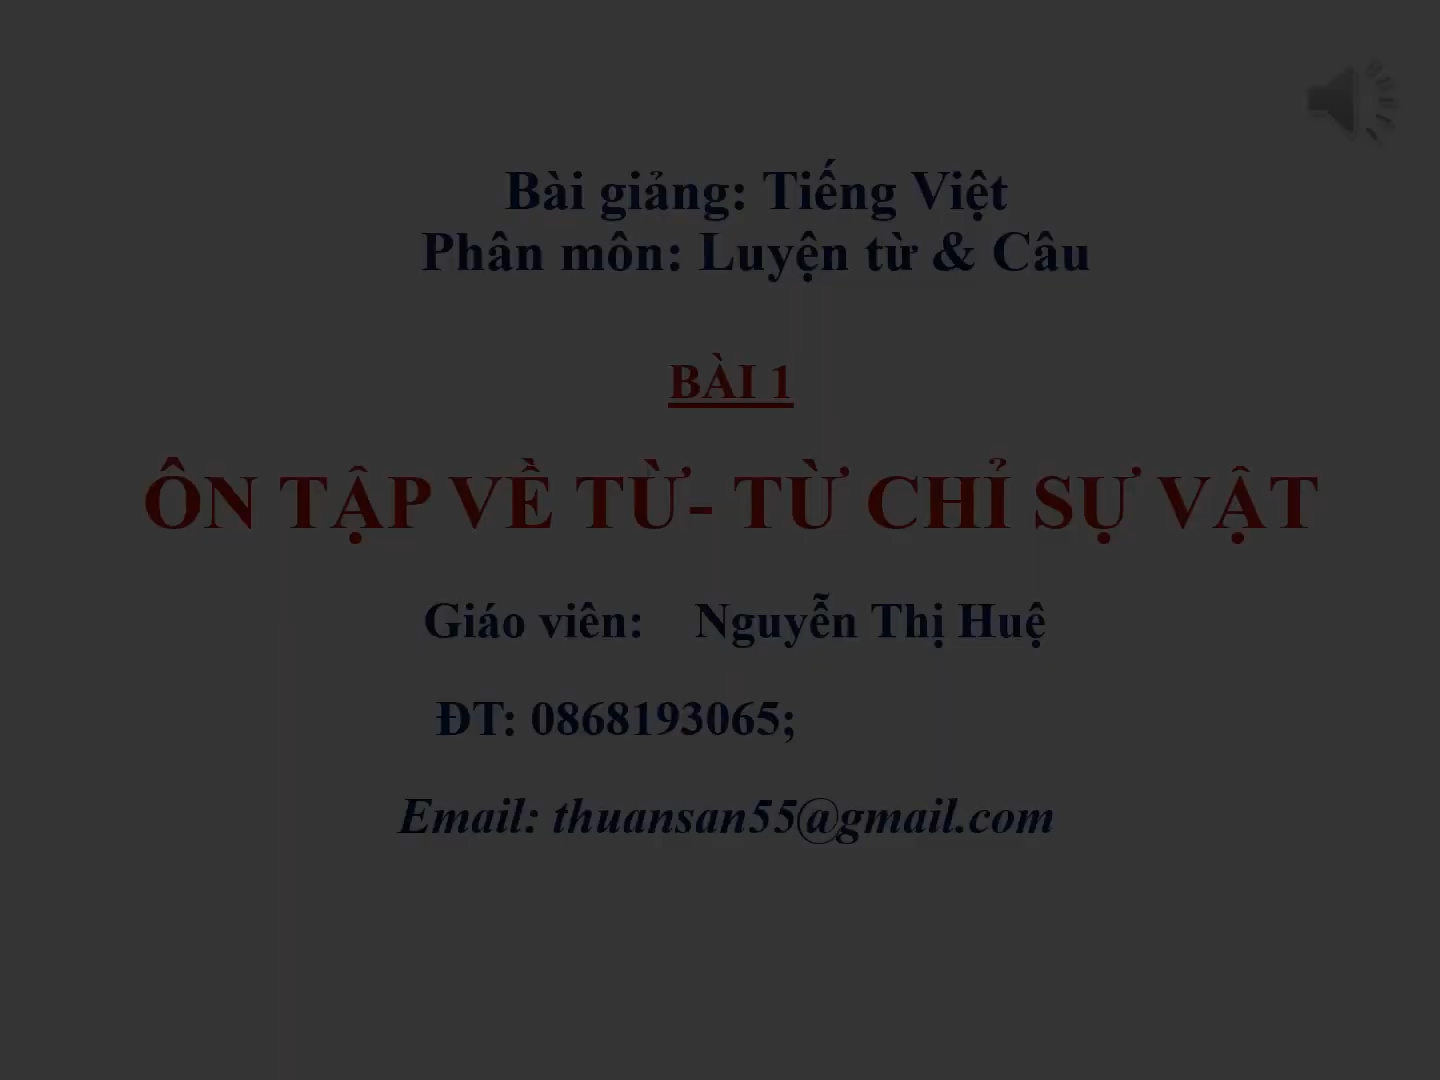 Bài giảng: Tiếng Việt
Phân môn: Luyện từ & Câu
BÀI 1
ÔN TẬP VỀ TỪ- TỪ CHỈ SỰ VẬT
Giáo viên: Nguyễn Thị Huệ
ĐT: 0868193065;
Email: thuansan55@gmail.com